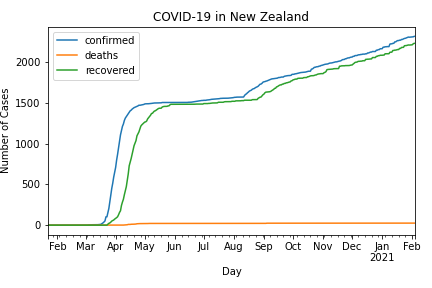 COVID-19 in New Zealand
confirmed
deaths
recovered
Number of Cases
2000
1500
1000
500
0
Feb Mar Apr May Jun Jul Aug Sep Oct Nov Dec Jan Feb
2021
Day